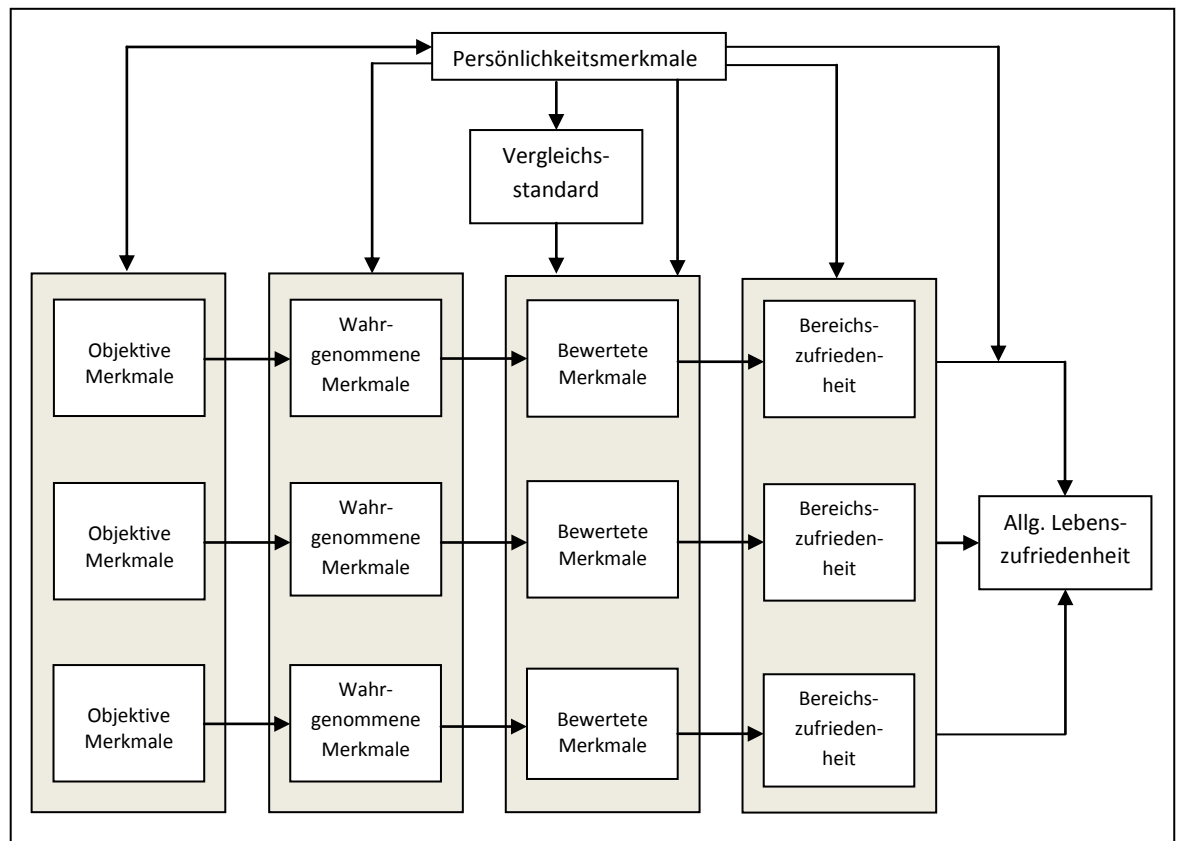 Persönlichkeitsmerkmale
Vergleichs-
standard
Objektive
Merkmale
Wahr-
genommene
Merkmale
Bewertete
Merkmale
Bereichs-
zufrieden-
heit
Objektive
Merkmale
Wahr-
genommene
Merkmale
Bewertete
Merkmale
Bereichs-
zufrieden-
heit
Allg. Lebens-
zufriedenheit
Objektive
Merkmale
Wahr-
genommene
Merkmale
Bewertete
Merkmale
Bereichs-
zufrieden-
heit